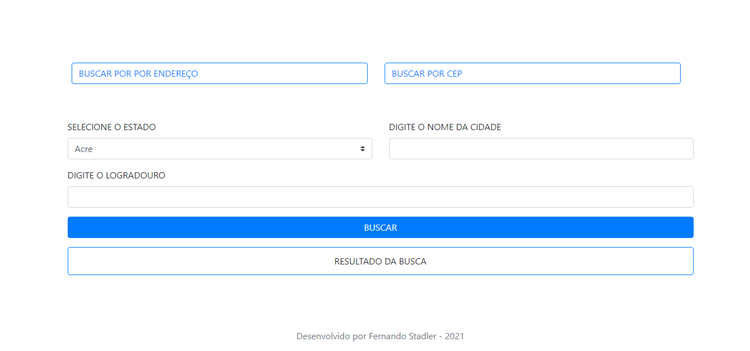 BUSCAR POR POR ENDEREÇO
BUSCAR POR CEP
SELECIONE O ESTADO
DIGITE O NOME DA CIDADE
Acre
DIGITE O LOGRADOURO
BUSCAR
RESULTADO DA BUSCA
Desenvolvido por Fernando Stadler - 2021